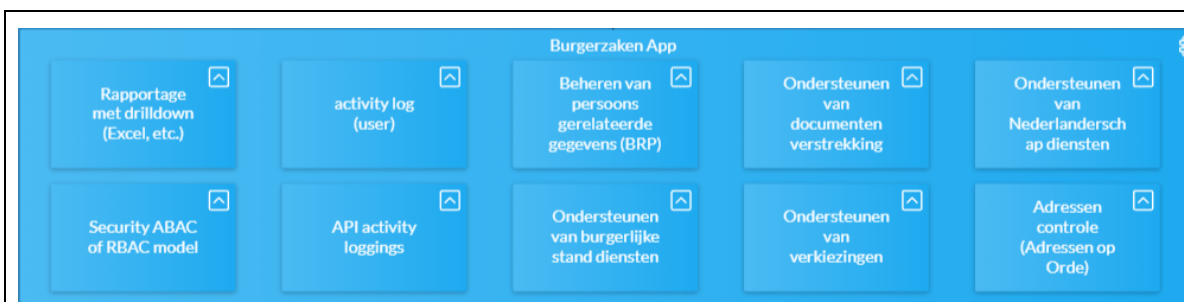 Burgerzaken App
Rapportage
met drilldown
(Excel, etc.)
activity log
(user)
Beheren van
persoons
gerelateerde
gegevens (BRP)
Ondersteunen
van
documenten
verstrekking
Ondersteunen
van
Nederlandersch
ap diensten
Security ABAC
of RBAC model
API activity
loggings
Ondersteunen
van burgerlijke
stand diensten
Ondersteunen
van
verkiezingen
Adressen
controle
(Adressen op
Orde)